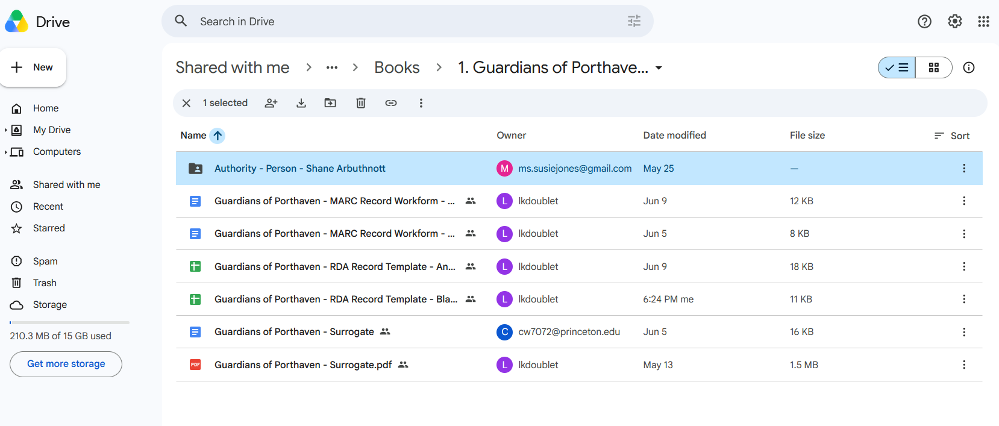 Drive
Search in Drive
New
Shared with me ... Books 1. Guardians of Porthave...
1 selected
Home
My Drive
Computers
Shared with me
Recent
Starred
Spam
Trash
Storage
210.3 MB of 15 GB used
Get more storage
Name Owner Date modified File size Sort
Authority - Person - Shane Arbuthnott M ms.susiejones@gmail.com May 25 —
Guardians of Porthaven - MARC Record Workform - ... L lkdoublet Jun 9 12 KB
Guardians of Porthaven - MARC Record Workform - ... L lkdoublet Jun 5 8 KB
Guardians of Porthaven - RDA Record Template - An... L lkdoublet Jun 9 18 KB
Guardians of Porthaven - RDA Record Template - Bla... L lkdoublet 6:24 PM me 11 KB
Guardians of Porthaven - Surrogate C cw7072@princeton.edu Jun 5 16 KB
PDF Guardians of Porthaven - Surrogate.pdf L lkdoublet May 13 1.5 MB